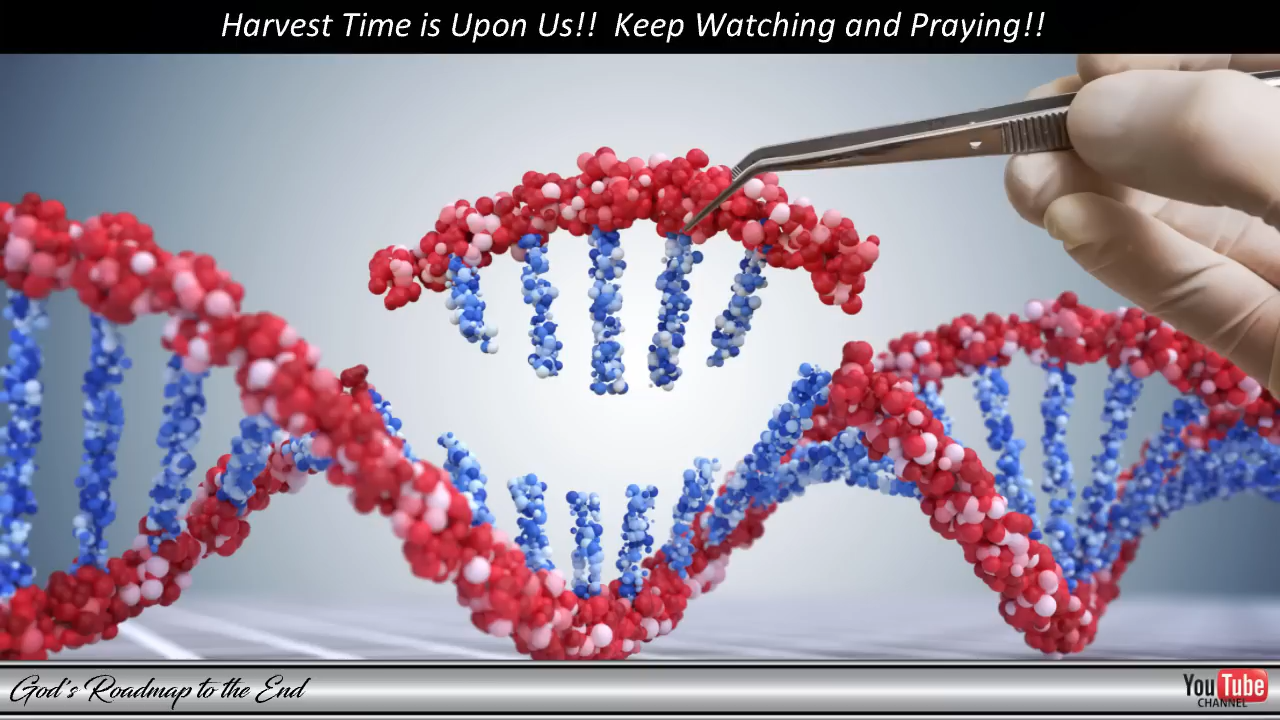 Harvest Time is Upon Us!!  Keep Watching and Praying!!
God's Roadmap to the End
YouTube
CHANNEL